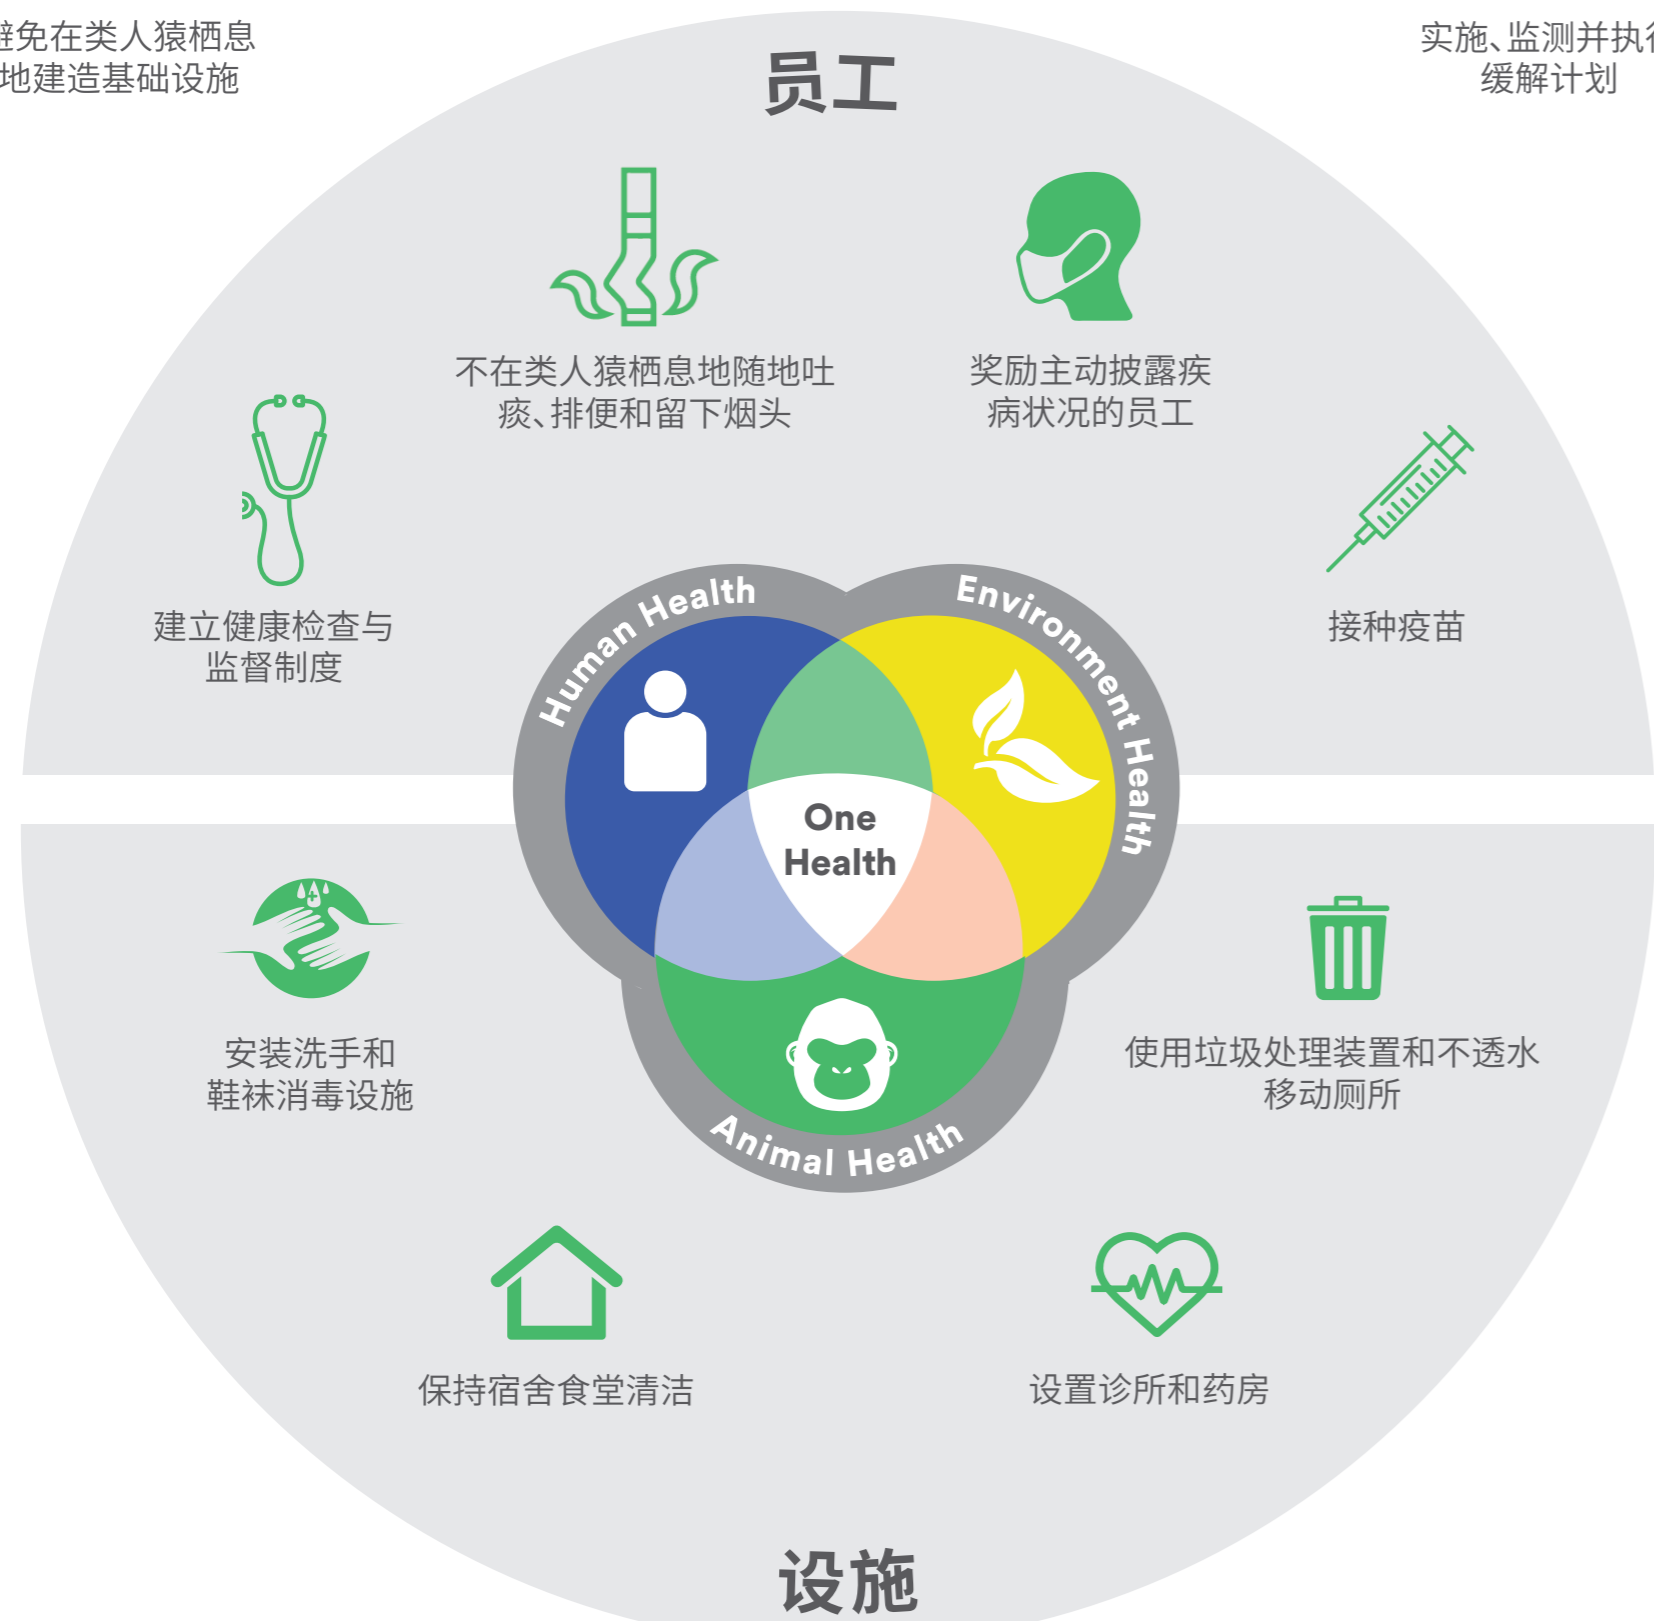 避免在类人猿栖息
地建造基础设施
实施、监测并执行
缓解计划
员工
不在类人猿栖息地随地吐
痰、排便和留下烟头
奖励主动披露疾
病状况的员工
建立健康检查与
监督制度
接种疫苗
Human Health
Environment Health
One
Health
Animal Health
安装洗手和
鞋袜消毒设施
使用垃圾处理装置和不透水
移动厕所
保持宿舍食堂清洁
设置诊所和药房
设施